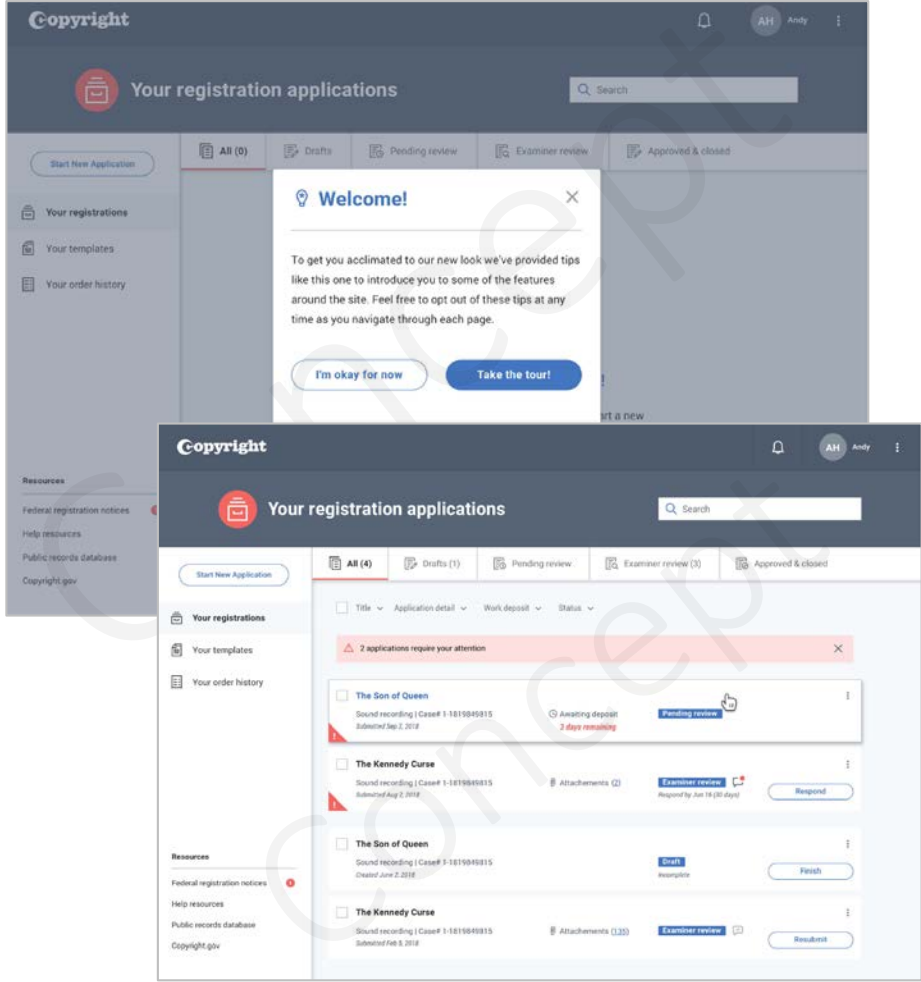 Copyright
AH Andy
Your registration applications
Search
Start New Application
All (0) Drafts Pending review Examiner review Approved & closed
Your registrations
Your templates
Your order history
Welcome!
To get you acclimated to our new look we've provided tips
like this one to introduce you to some of the features
around the site. Feel free to opt out of these tips at any
time as you navigate through each page.
I'm okay for now Take the tour!
!
a new
Resources
Federal registration notices
Help resources
Public records database
Copyright.gov
Concept
Copyright
AH Andy
Your registration applications
Search
Start New Application
All (4) Drafts (1) Pending review Examiner review (3) Approved & closed
Your registrations
Your templates
Your order history
Title Application detail Work deposit Status
2 applications require your attention
The Son of Queen
Sound recording | Case# 1-1819849815 Awaiting deposit Pending review
Submitted Sep 2, 2018 3 days remaining
The Kennedy Curse
Sound recording | Case# 1-1819849815 Attachements (2) Examiner review Respond
Submitted Aug 2, 2018 Respond by Jun 16 (30 days)
The Son of Queen
Sound recording | Case# 1-1819849815 Draft Finish
Created June 2, 2018 Incomplete
The Kennedy Curse
Sound recording | Case# 1-1819849815 Attachements (135) Examiner review Resubmit
Submitted Feb 5, 2018
Resources
Federal registration notices
Help resources
Public records database
Copyright.gov
Concept